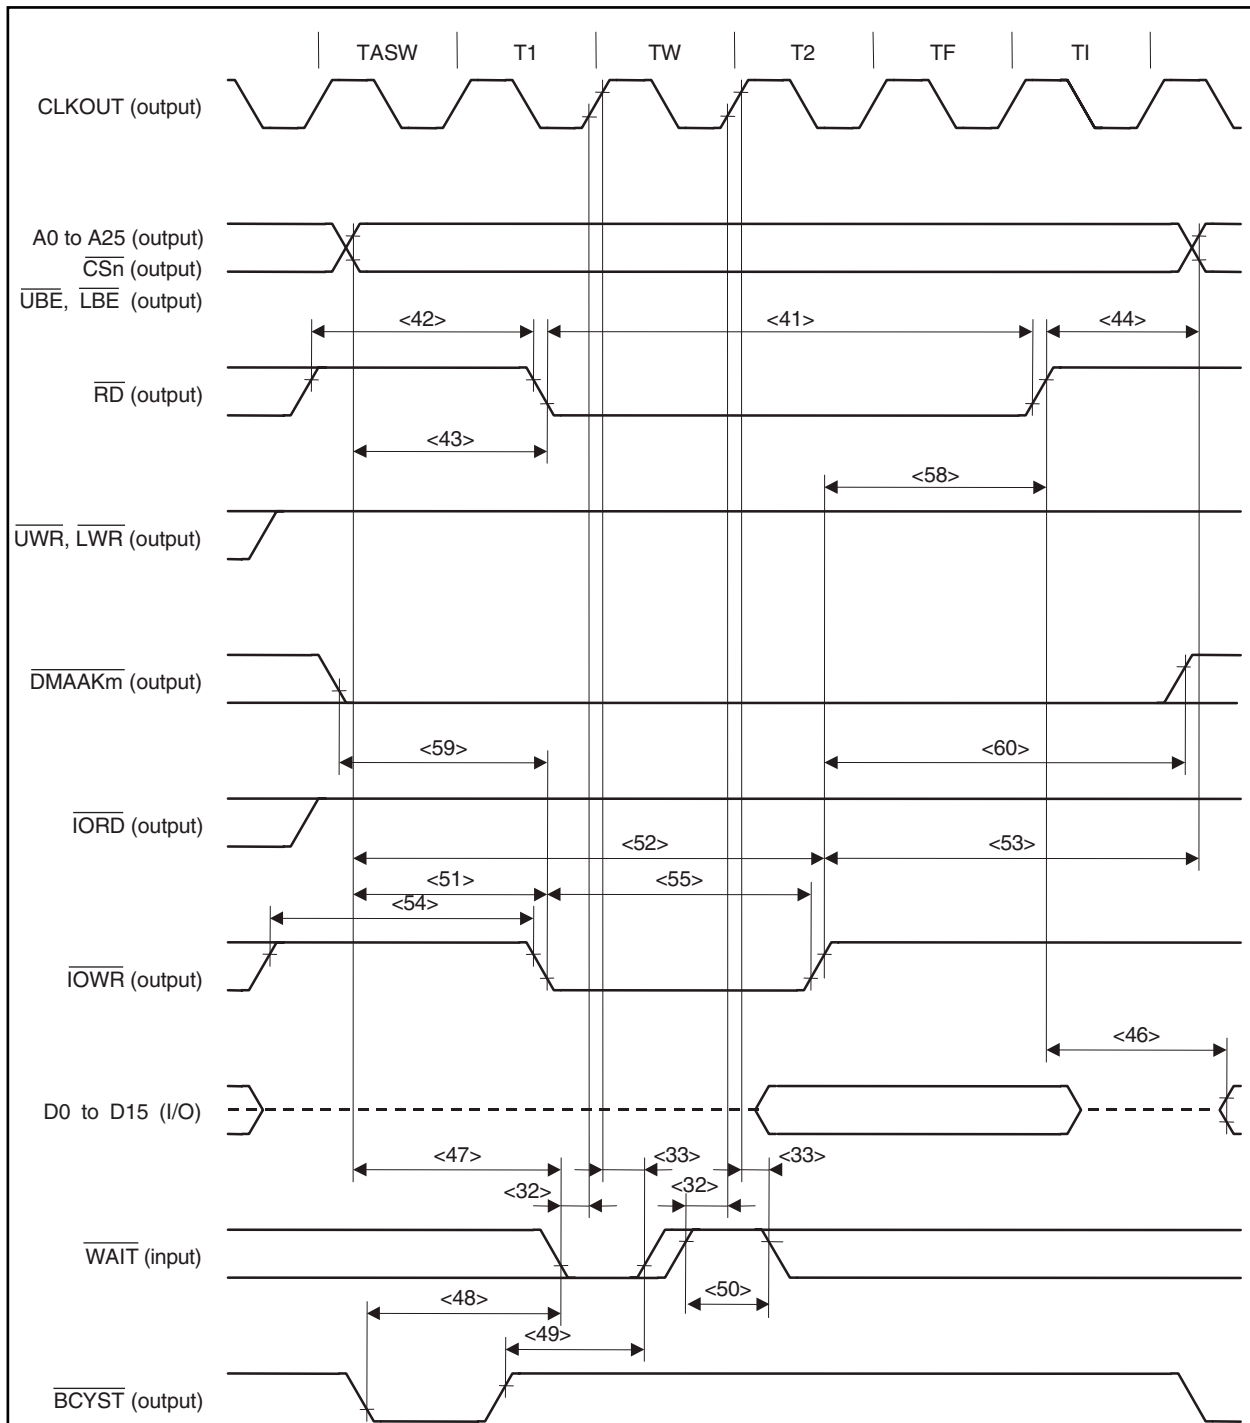 TASW T1 TW T2 TF TI
CLKOUT (output)
A0 to A25 (output)
CSn (output)
UBE, LBE (output)
<42> <41> <44>
RD (output)
<43>
<58>
UWR, LWR (output)
DMAAKm (output)
<59> <60>
IORD (output)
<52> <53>
<51> <55>
<54>
IOWR (output)
<46>
D0 to D15 (I/O)
<47> <33> <33>
<32> <32>
WAIT (input)
<48> <50>
<49>
BCYST (output)